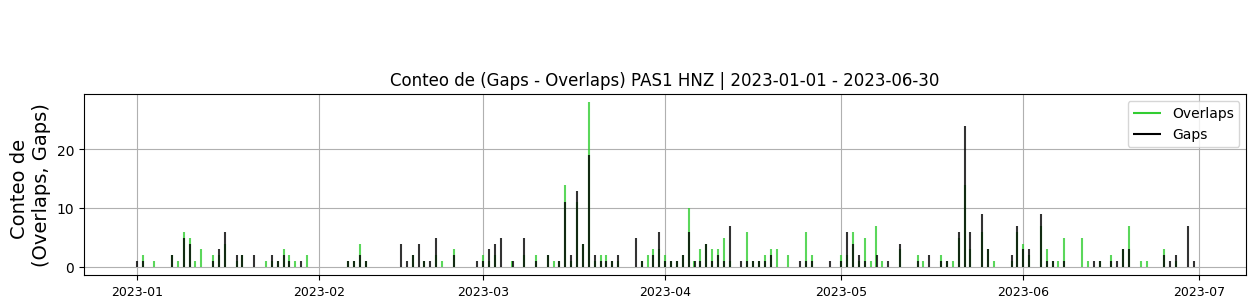 Conteo de (Gaps - Overlaps) PAS1 HNZ | 2023-01-01 - 2023-06-30
Conteo de
(Overlaps, Gaps)
20
10
0
Overlaps
Gaps
2023-01
2023-02
2023-03
2023-04
2023-05
2023-06
2023-07